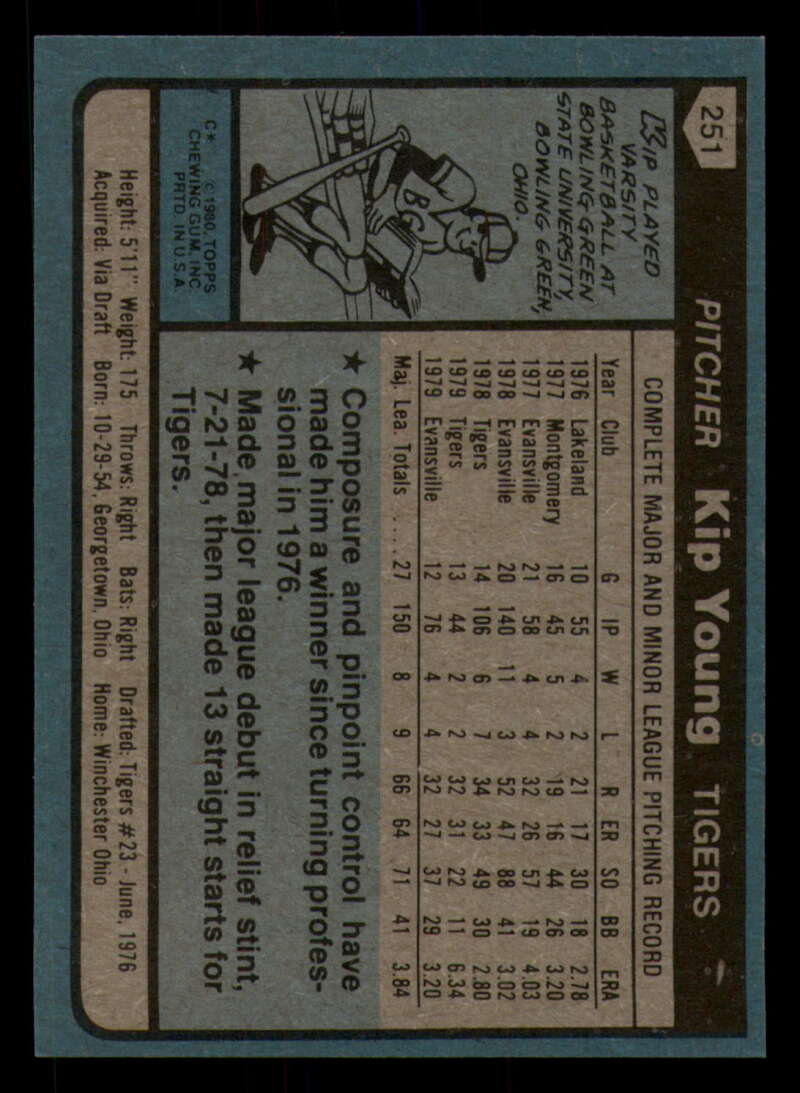 251
PITCHER Kip Young TIGERS
KIP PLAYED
VARSITY
BASKETBALL AT
BOWLING GREEN
STATE UNIVERSITY,
BOWLING GREEN,
OHIO.
BG
C* © 1980, TOPPS
CHEWING GUM, INC.
PRTD. IN U.S.A.
COMPLETE MAJOR AND MINOR LEAGUE PITCHING RECORD
Year Club G IP W L R ER SO BB ERA
1976 Lakeland 10 55 4 2 21 17 30 18 2.78
1977 Montgomery 16 45 5 2 19 16 44 26 3.20
1977 Evansville 21 58 4 4 32 26 57 19 4.03
1978 Evansville 20 140 11 3 52 47 88 41 3.02
1978 Tigers 14 106 6 7 34 33 49 30 2.80
1979 Tigers 13 44 2 2 32 31 22 11 6.34
1979 Evansville 12 76 4 4 32 27 37 29 3.20
Maj. Lea. Totals .... 27 150 8 9 66 64 71 41 3.84
★ Composure and pinpoint control have
made him a winner since turning profes-
sional in 1976.
★ Made major league debut in relief stint,
7-21-78, then made 13 straight starts for
Tigers.
Height: 5'11" Weight: 175 Throws: Right Bats: Right Drafted: Tigers #23 - June, 1976
Acquired: Via Draft Born: 10-29-54, Georgetown, Ohio Home: Winchester Ohio